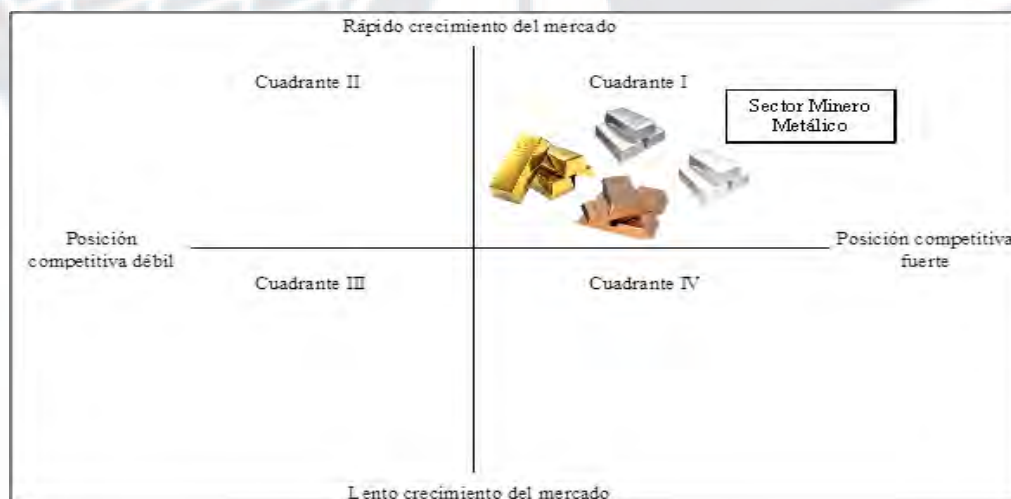 Rápido crecimiento del mercado
Cuadrante II
Cuadrante I
Sector Minero
Metálico
Posición
competitiva débil
Posición competitiva
fuerte
Cuadrante III
Cuadrante IV
Lento crecimiento del mercado